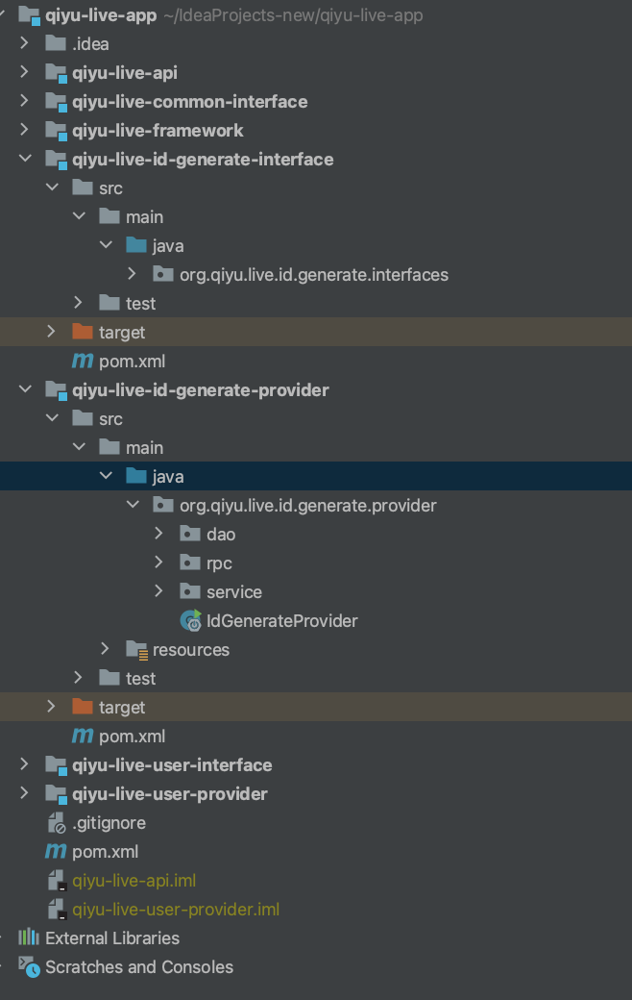 qiyu-live-app ~/IdeaProjects-new/qiyu-live-app
.idea
qiyu-live-api
qiyu-live-common-interface
qiyu-live-framework
qiyu-live-id-generate-interface
src
main
java
org.qiyu.live.id.generate.interfaces
test
target
m pom.xml
qiyu-live-id-generate-provider
src
main
java
org.qiyu.live.id.generate.provider
dao
rpc
service
IdGenerateProvider
resources
test
target
m pom.xml
qiyu-live-user-interface
qiyu-live-user-provider
.gitignore
m pom.xml
qiyu-live-api.iml
qiyu-live-user-provider.iml
External Libraries
Scratches and Consoles